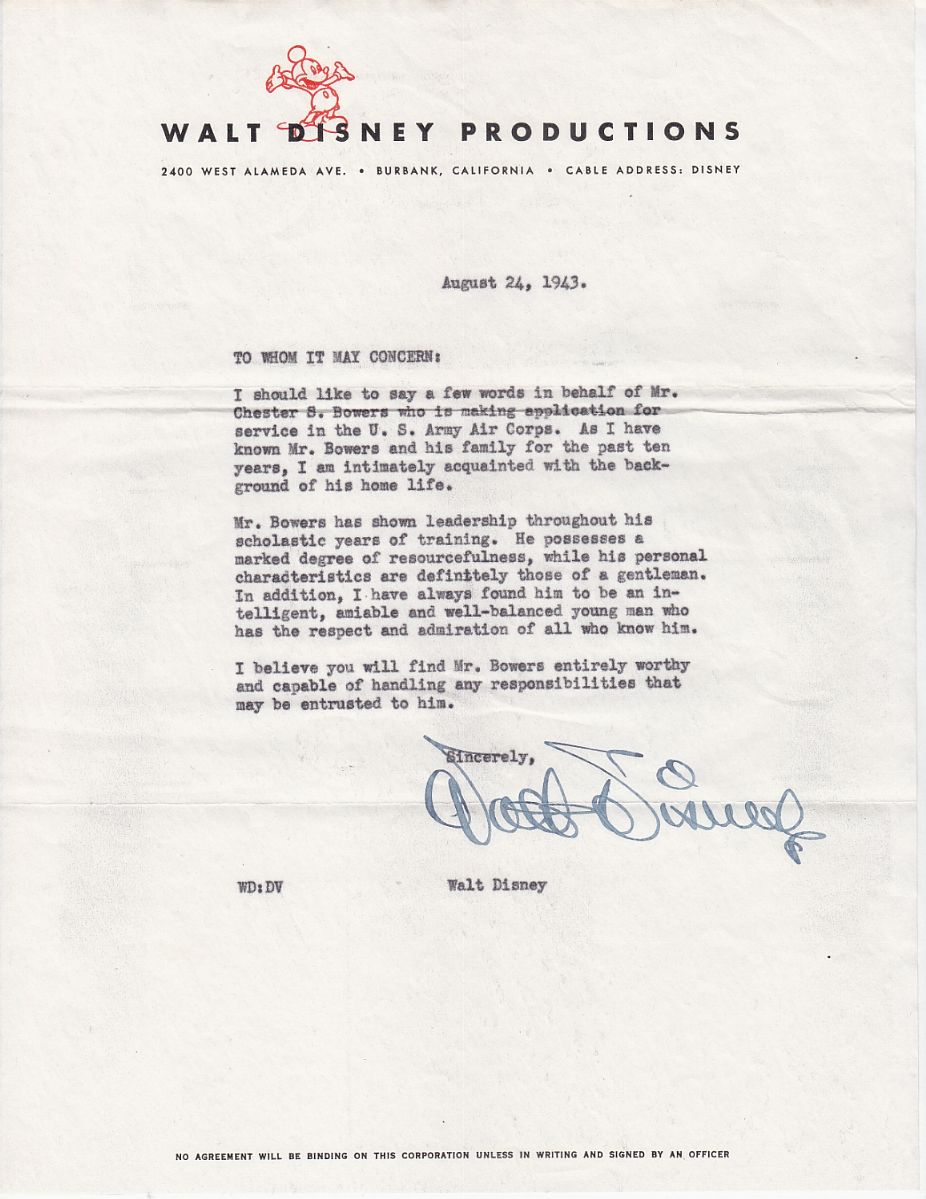 WALT DISNEY PRODUCTIONS
2400 WEST ALAMEDA AVE. • BURBANK, CALIFORNIA • CABLE ADDRESS: DISNEY
August 24, 1943.
TO WHOM IT MAY CONCERN:
I should like to say a few words in behalf of Mr.
Chester S. Bowers who is making application for
service in the U. S. Army Air Corps. As I have
known Mr. Bowers and his family for the past ten
years, I am intimately acquainted with the back-
ground of his home life.
Mr. Bowers has shown leadership throughout his
scholastic years of training. He possesses a
marked degree of resourcefulness, while his personal
characteristics are definitely those of a gentleman.
In addition, I have always found him to be an in-
telligent, amiable and well-balanced young man who
has the respect and admiration of all who know him.
I believe you will find Mr. Bowers entirely worthy
and capable of handling any responsibilities that
may be entrusted to him.
Sincerely,
Walt Disney
WD:DV Walt Disney
NO AGREEMENT WILL BE BINDING ON THIS CORPORATION UNLESS IN WRITING AND SIGNED BY AN OFFICER